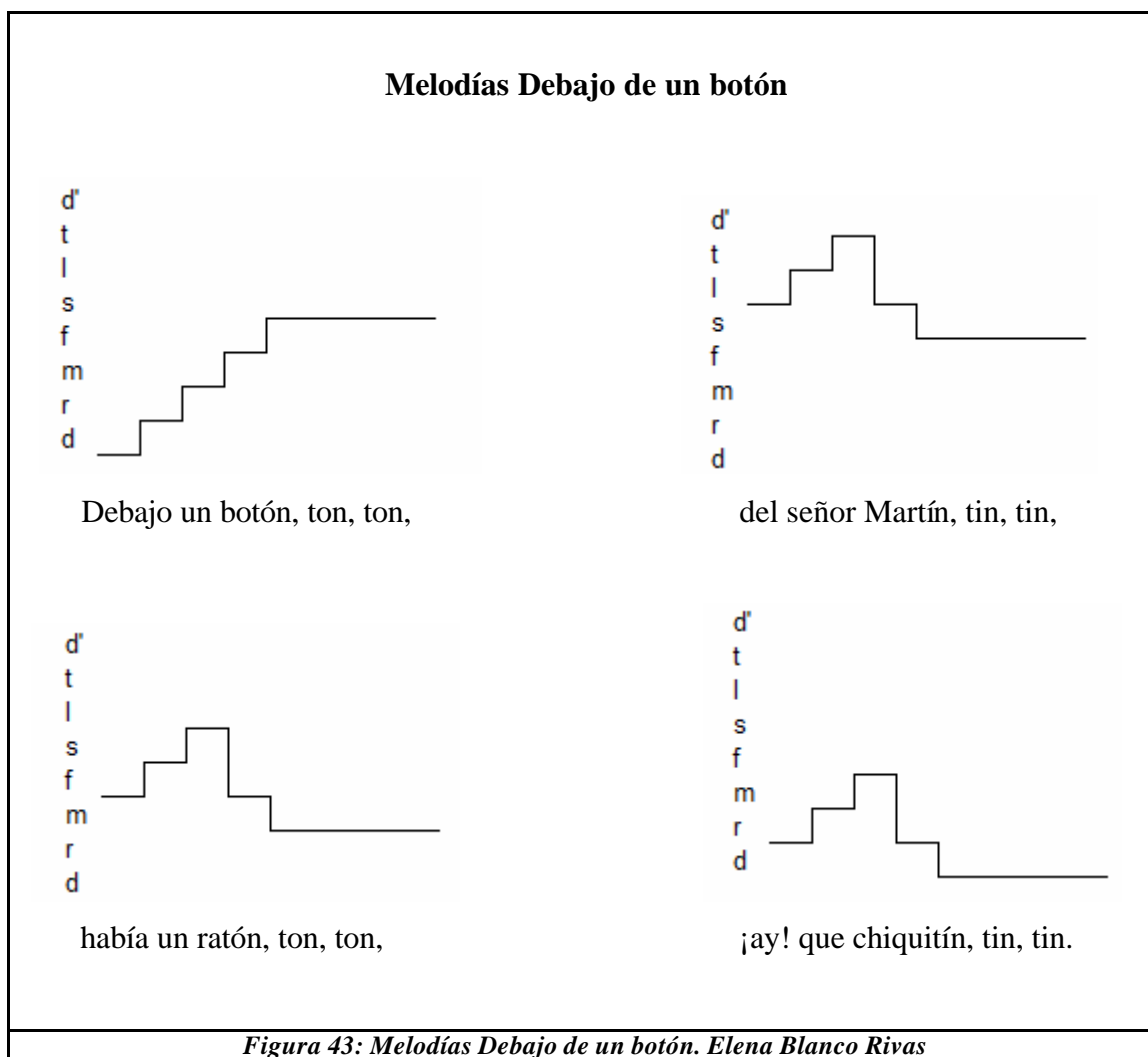 Melodías Debajo de un botón
d'
t
l
s
f
m
r
d
Debajo un botón, ton, ton,
d'
t
l
s
f
m
r
d
del señor Martín, tin, tin,
d'
t
l
s
f
m
r
d
había un ratón, ton, ton,
d'
t
l
s
f
m
r
d
¡ay! que chiquitín, tin, tin.
Figura 43: Melodías Debajo de un botón. Elena Blanco Rivas